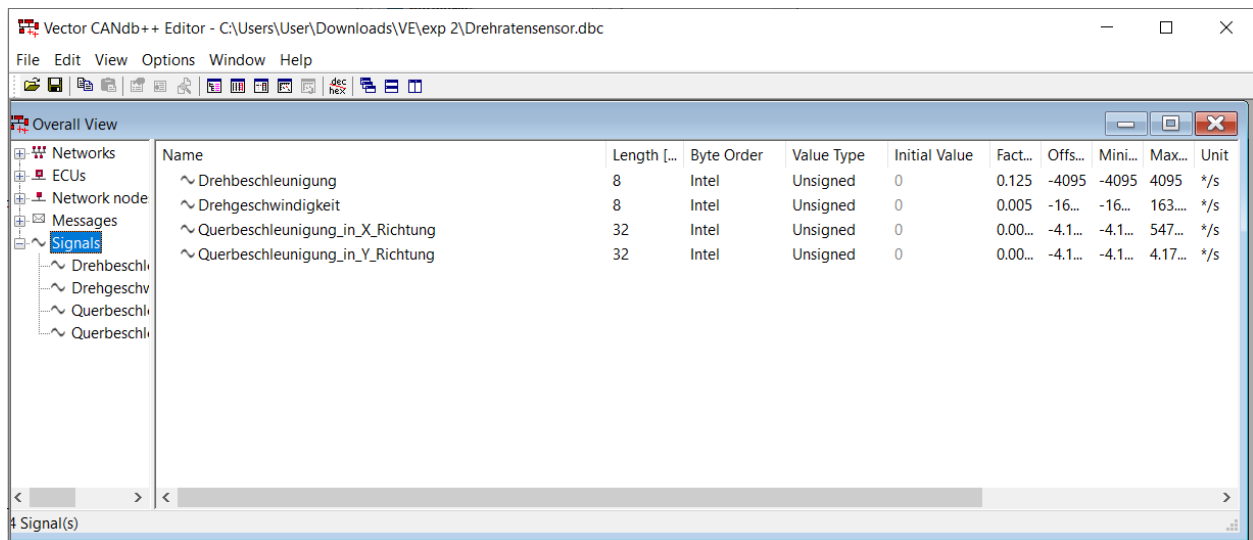 Vector CANdb++ Editor - C:\Users\User\Downloads\VE\exp 2\Drehratensensor.dbc
File Edit View Options Window Help
dec
hex
Overall View
Networks
ECUs
Network node
Messages
Signals
Drehbeschl
Drehgeschw
Querbeschl
Querbeschl
Name Length [... Byte Order Value Type Initial Value Fact... Offs... Mini... Max... Unit
Drehbeschleunigung 8 Intel Unsigned 0 0.125 -4095 -4095 4095 */s
Drehgeschwindigkeit 8 Intel Unsigned 0 0.005 -16... -16... 163.... */s
Querbeschleunigung_in_X_Richtung 32 Intel Unsigned 0 0.00... -4.1... -4.1... 547... */s
Querbeschleunigung_in_Y_Richtung 32 Intel Unsigned 0 0.00... -4.1... -4.1... 4.17... */s
4 Signal(s)